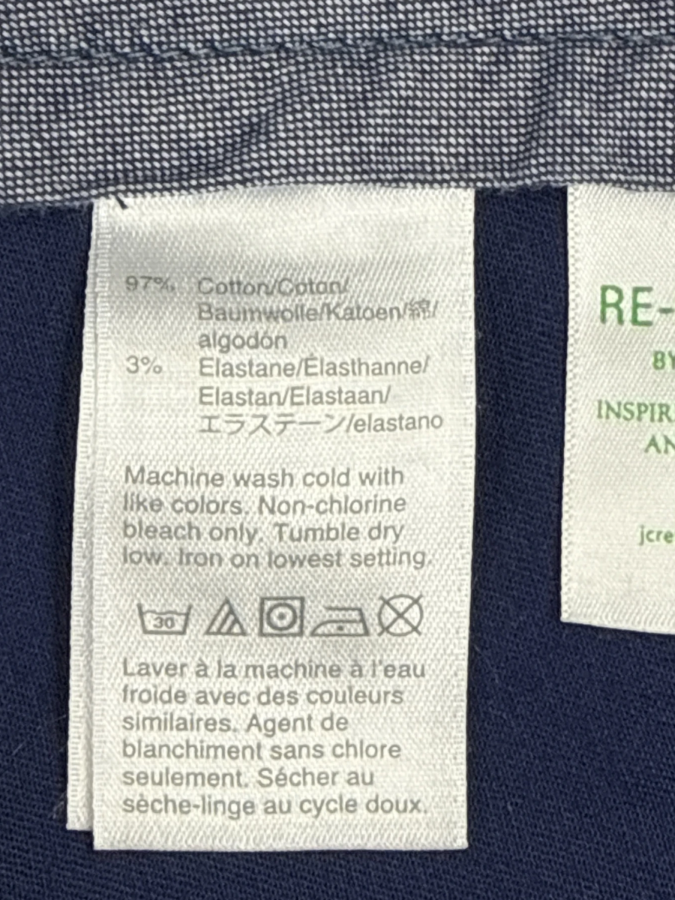 97% Cotton/Coton/
Baumwolle/Katoen/綿/
algodón
3% Elastane/Élasthanne/
Elastan/Elastaan/
エラステーン/elastano
Machine wash cold with
like colors. Non-chlorine
bleach only. Tumble dry
low. Iron on lowest setting.
30
Laver à la machine à l'eau
froide avec des couleurs
similaires. Agent de
blanchiment sans chlore
seulement. Sécher au
sèche-linge au cycle doux.
RE-
BY
INSPIR
AN
jcre